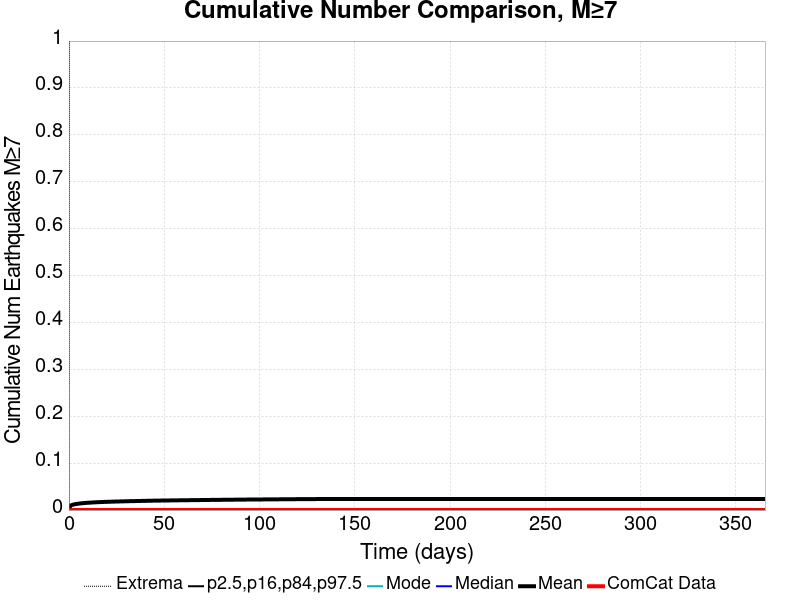 Cumulative Number Comparison, M≥7
Cumulative Num Earthquakes M≥7
1
0.9
0.8
0.7
0.6
0.5
0.4
0.3
0.2
0.1
0
0 50 100 150 200 250 300 350
Time (days)
Extrema p2.5,p16,p84,p97.5 Mode Median Mean ComCat Data